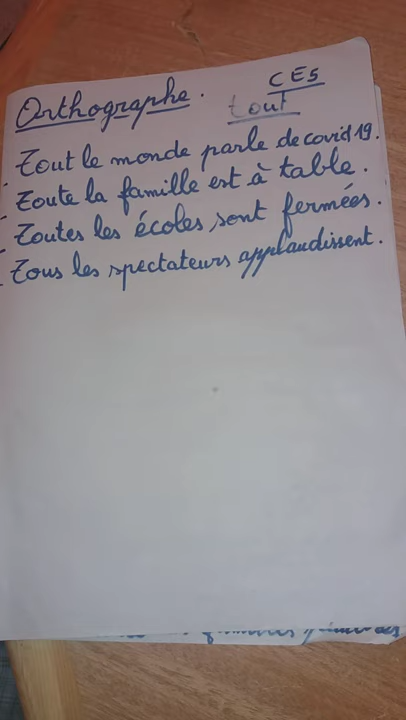 CE5
Orthographe.
tout
- Tout le monde parle de covid 19.
- Toute la famille est à table.
- Toutes les écoles sont fermées.
- Tous les spectateurs applaudissent.